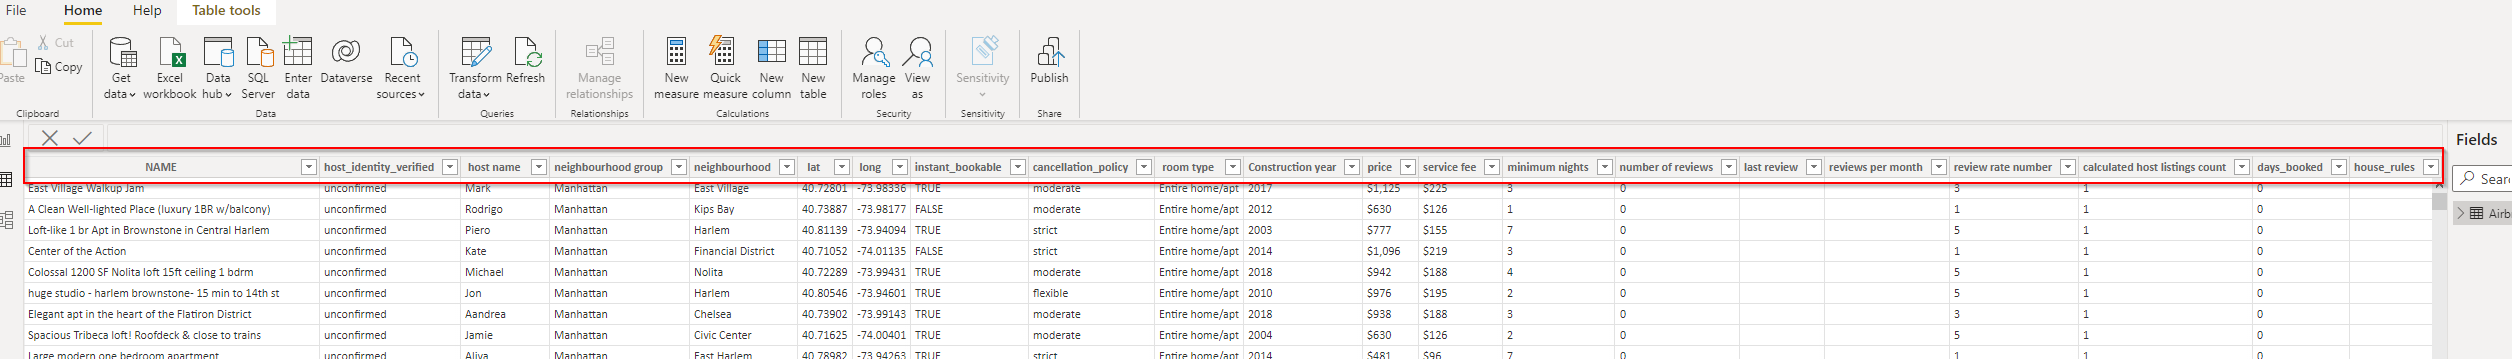 File Home Help Table tools
Paste Cut Copy
Get data Excel workbook Data hub SQL Server Enter data Dataverse Recent sources Transform data Refresh Manage relationships New measure Quick measure New column New table Manage roles View as Sensitivity Publish
Clipboard Data Queries Relationships Calculations Security Sensitivity Share
Fields
NAME host_identity_verified host name neighbourhood group neighbourhood lat long instant_bookable cancellation_policy room type Construction year price service fee minimum nights number of reviews last review reviews per month review rate number calculated host listings count days_booked house_rules
Sear
East Village Walkup Jam unconfirmed Mark Manhattan East Village 40.72801 -73.98336 TRUE moderate Entire home/apt 2017 $1,125 $225 3 0 3 1 0
A Clean Well-lighted Place (luxury 1BR w/balcony) unconfirmed Rodrigo Manhattan Kips Bay 40.73887 -73.98177 FALSE moderate Entire home/apt 2012 $630 $126 1 0 1 1 0
Airb
Loft-like 1 br Apt in Brownstone in Central Harlem unconfirmed Piero Manhattan Harlem 40.81139 -73.94094 TRUE strict Entire home/apt 2003 $777 $155 7 0 5 1 0
Center of the Action unconfirmed Kate Manhattan Financial District 40.71052 -74.01135 FALSE strict Entire home/apt 2014 $1,096 $219 3 0 1 1 0
Colossal 1200 SF Nolita loft 15ft ceiling 1 bdrm unconfirmed Michael Manhattan Nolita 40.72289 -73.99431 TRUE moderate Entire home/apt 2018 $942 $188 4 0 5 1 0
huge studio - harlem brownstone- 15 min to 14th st unconfirmed Jon Manhattan Harlem 40.80546 -73.94601 TRUE flexible Entire home/apt 2010 $976 $195 2 0 5 1 0
Elegant apt in the heart of the Flatiron District unconfirmed Aandrea Manhattan Chelsea 40.73902 -73.99143 TRUE moderate Entire home/apt 2018 $938 $188 3 0 3 1 0
Spacious Tribeca loft! Roofdeck & close to trains unconfirmed Jamie Manhattan Civic Center 40.71625 -74.00401 TRUE moderate Entire home/apt 2004 $630 $126 2 0 5 1 0
Large modern one bedroom apartment unconfirmed Aliya Manhattan East Harlem 40.78982 -73.94263 TRUE strict Entire home/apt 2014 $481 $96 7 0 1 1 0